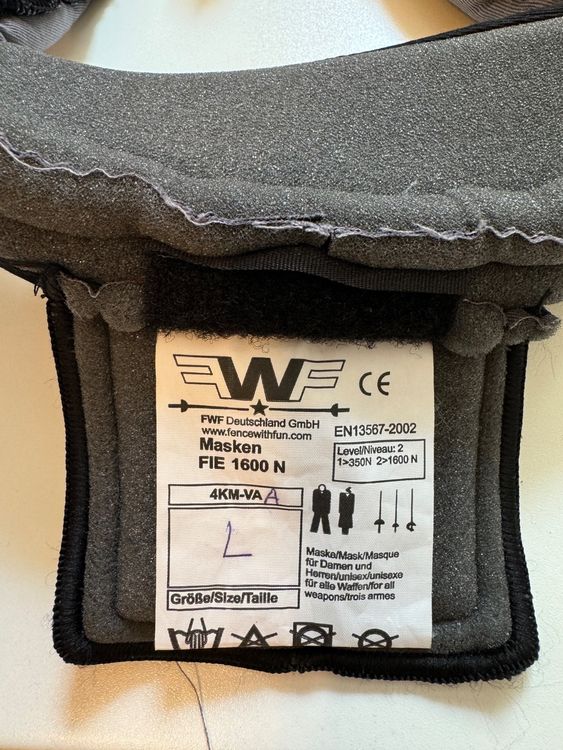 FWF
CE
FWF Deutschland GmbH
www.fencewithfun.com
EN13567-2002
Masken
FIE 1600 N
Level/Niveau: 2
1>350N 2>1600 N
4KM-VA A
L
Größe/Size/Taille
Maske/Mask/Masque
für Damen und
Herren/unisex/unisexe
für alle Waffen/for all
weapons/trois armes